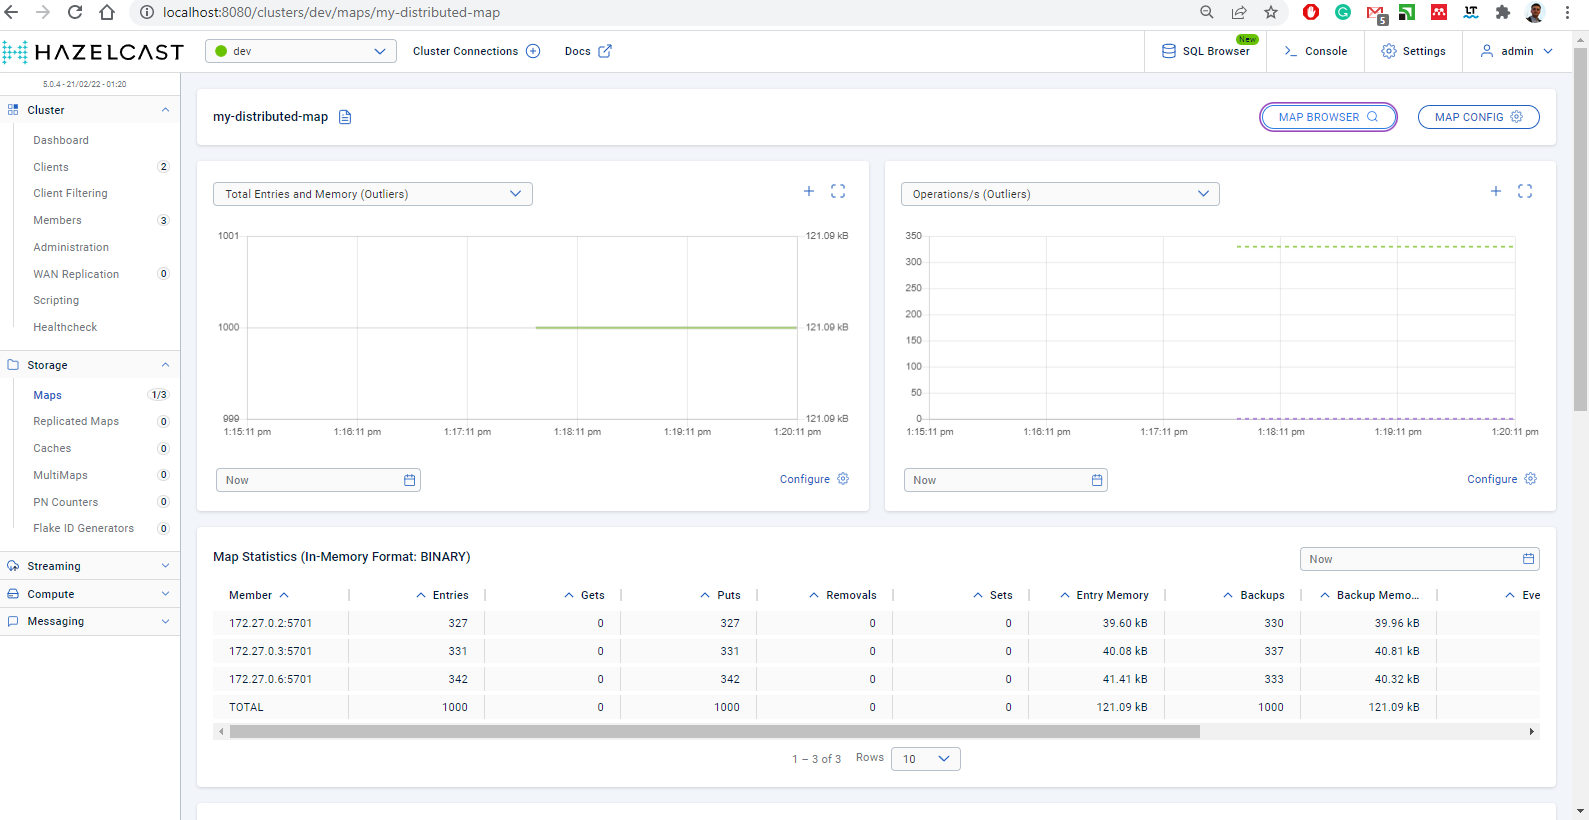 localhost:8080/clusters/dev/maps/my-distributed-map
5
LT
HAZELCAST
dev
Cluster Connections
Docs
New
SQL Browser
Console
Settings
admin
5.0.4 - 21/02/22 - 01:20
Cluster
Dashboard
Clients 2
Client Filtering
Members 3
Administration
WAN Replication 0
Scripting
Healthcheck
Storage
Maps 1/3
Replicated Maps 0
Caches 0
MultiMaps 0
PN Counters 0
Flake ID Generators 0
Streaming
Compute
Messaging
my-distributed-map
MAP BROWSER
MAP CONFIG
Total Entries and Memory (Outliers)
1001 121.09 kB
1000 121.09 kB
999 121.09 kB
1:15:11 pm 1:16:11 pm 1:17:11 pm 1:18:11 pm 1:19:11 pm 1:20:11 pm
Now
Configure
Operations/s (Outliers)
350
300
250
200
150
100
50
0
1:15:11 pm 1:16:11 pm 1:17:11 pm 1:18:11 pm 1:19:11 pm 1:20:11 pm
Now
Configure
Map Statistics (In-Memory Format: BINARY)
Now
Member Entries Gets Puts Removals Sets Entry Memory Backups Backup Memo... Eve
172.27.0.2:5701 327 0 327 0 0 39.60 kB 330 39.96 kB
172.27.0.3:5701 331 0 331 0 0 40.08 kB 337 40.81 kB
172.27.0.6:5701 342 0 342 0 0 41.41 kB 333 40.32 kB
TOTAL 1000 0 1000 0 0 121.09 kB 1000 121.09 kB
1 – 3 of 3 Rows 10